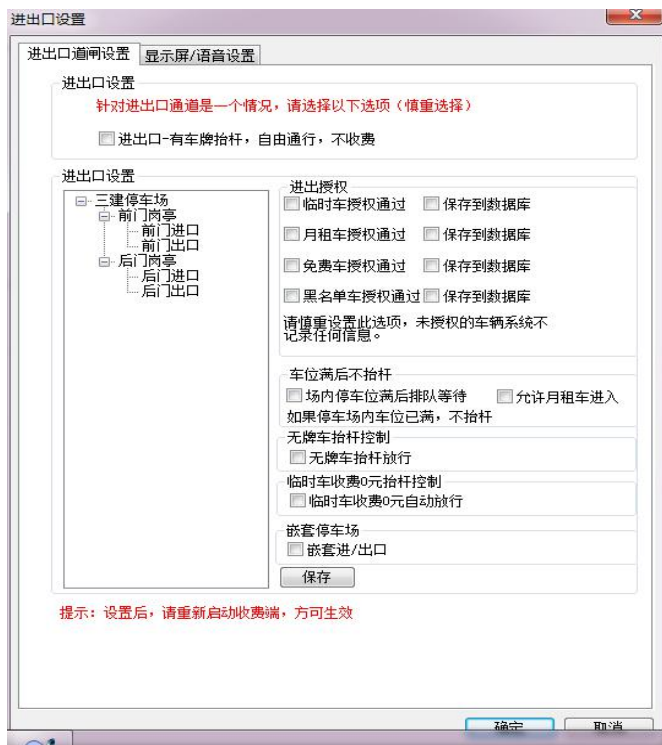 进出口设置
进出口道闸设置 显示屏/语音设置
进出口设置
针对进出口通道是一个情况，请选择以下选项（慎重选择）
进出口-有车牌抬杆，自由通行，不收费
进出口设置
三建停车场
前门岗亭
前门进口
前门出口
后门岗亭
后门进口
后门出口
进出授权
临时车授权通过 保存到数据库
月租车授权通过 保存到数据库
免费车授权通过 保存到数据库
黑名单车授权通过 保存到数据库
请慎重设置此选项，未授权的车辆系统不
记录任何信息。
车位满后不抬杆
场内停车位满后排队等待 允许月租车进入
如果停车场内车位已满，不抬杆
无牌车抬杆控制
无牌车抬杆放行
临时车收费0元抬杆控制
临时车收费0元自动放行
嵌套停车场
嵌套进/出口
保存
提示：设置后，请重新启动收费端，方可生效
确定 取消